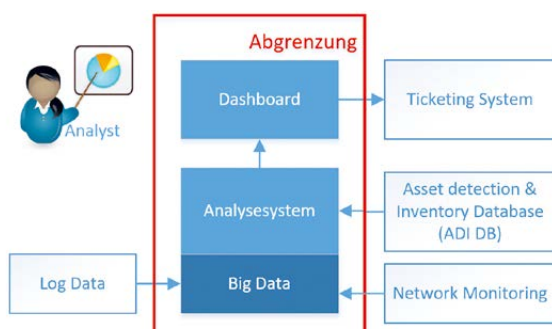 Abgrenzung
Dashboard
Ticketing System
Analyst
Analysesystem
Asset detection &
Inventory Database
(ADI DB)
Log Data
Big Data
Network Monitoring